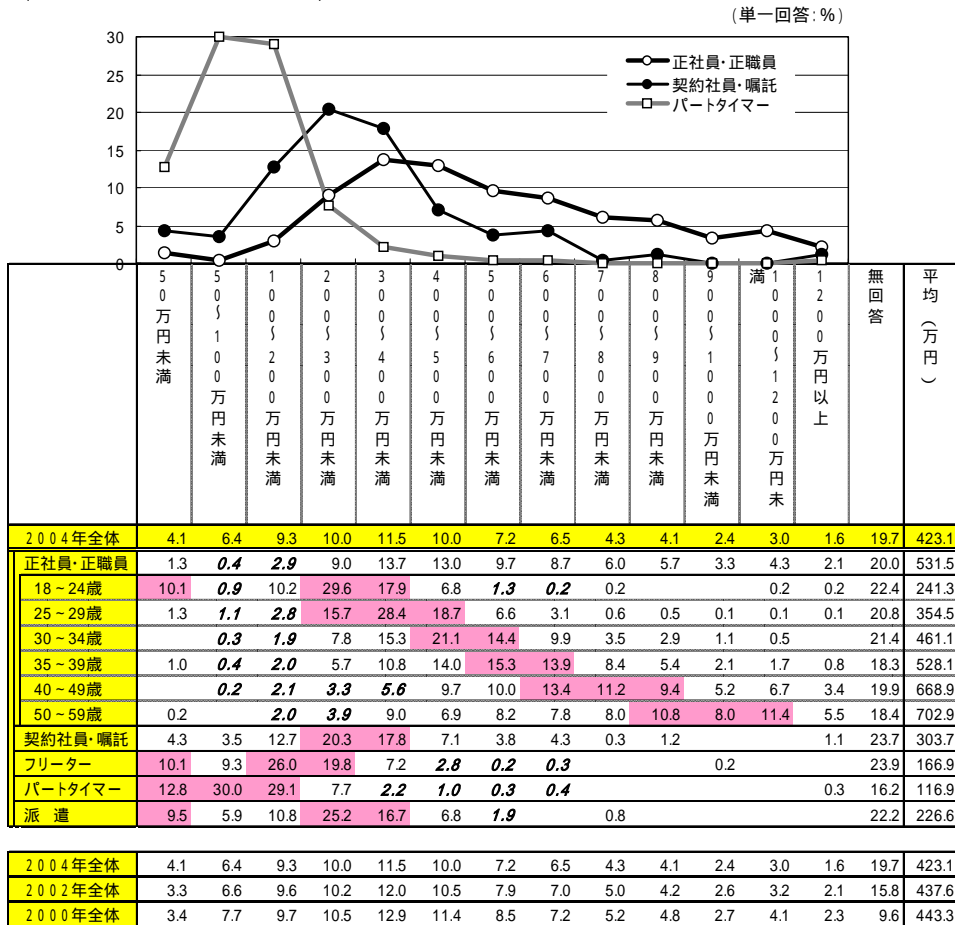 (単一回答:%)
30
25
20
15
10
5
0
正社員・正職員
契約社員・嘱託
パートタイマー
50万円未満
50〜100万円未満
100〜200万円未満
200〜300万円未満
300〜400万円未満
400〜500万円未満
500〜600万円未満
600〜700万円未満
700〜800万円未満
800〜900万円未満
900〜1000万円未満
1000〜1200万円未満
1200万円以上
無回答
平均(万円)
2004年全体 4.1 6.4 9.3 10.0 11.5 10.0 7.2 6.5 4.3 4.1 2.4 3.0 1.6 19.7 423.1
正社員・正職員 1.3 0.4 2.9 9.0 13.7 13.0 9.7 8.7 6.0 5.7 3.3 4.3 2.1 20.0 531.5
18~24歳 10.1 0.9 10.2 29.6 17.9 6.8 1.3 0.2 0.2 0.2 0.2 22.4 241.3
25~29歳 1.3 1.1 2.8 15.7 28.4 18.7 6.6 3.1 0.6 0.5 0.1 0.1 0.1 20.8 354.5
30~34歳 0.3 1.9 7.8 15.3 21.1 14.4 9.9 3.5 2.9 1.1 0.5 21.4 461.1
35~39歳 1.0 0.4 2.0 5.7 10.8 14.0 15.3 13.9 8.4 5.4 2.1 1.7 0.8 18.3 528.1
40~49歳 0.2 2.1 3.3 5.6 9.7 10.0 13.4 11.2 9.4 5.2 6.7 3.4 19.9 668.9
50~59歳 0.2 2.0 3.9 9.0 6.9 8.2 7.8 8.0 10.8 8.0 11.4 5.5 18.4 702.9
契約社員・嘱託 4.3 3.5 12.7 20.3 17.8 7.1 3.8 4.3 0.3 1.2 1.1 23.7 303.7
フリーター 10.1 9.3 26.0 19.8 7.2 2.8 0.2 0.3 0.2 23.9 166.9
パートタイマー 12.8 30.0 29.1 7.7 2.2 1.0 0.3 0.4 0.3 16.2 116.9
派 遣 9.5 5.9 10.8 25.2 16.7 6.8 1.9 0.8 22.2 226.6
2004年全体 4.1 6.4 9.3 10.0 11.5 10.0 7.2 6.5 4.3 4.1 2.4 3.0 1.6 19.7 423.1
2002年全体 3.3 6.6 9.6 10.2 12.0 10.5 7.9 7.0 5.0 4.2 2.6 3.2 2.1 15.8 437.6
2000年全体 3.4 7.7 9.7 10.5 12.9 11.4 8.5 7.2 5.2 4.8 2.7 4.1 2.3 9.6 443.3